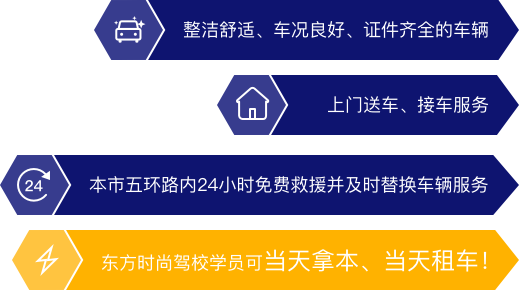 整洁舒适、车况良好、证件齐全的车辆
上门送车、接车服务
24
本市五环路内24小时免费救援并及时替换车辆服务
东方时尚驾校学员可当天拿本、当天租车！